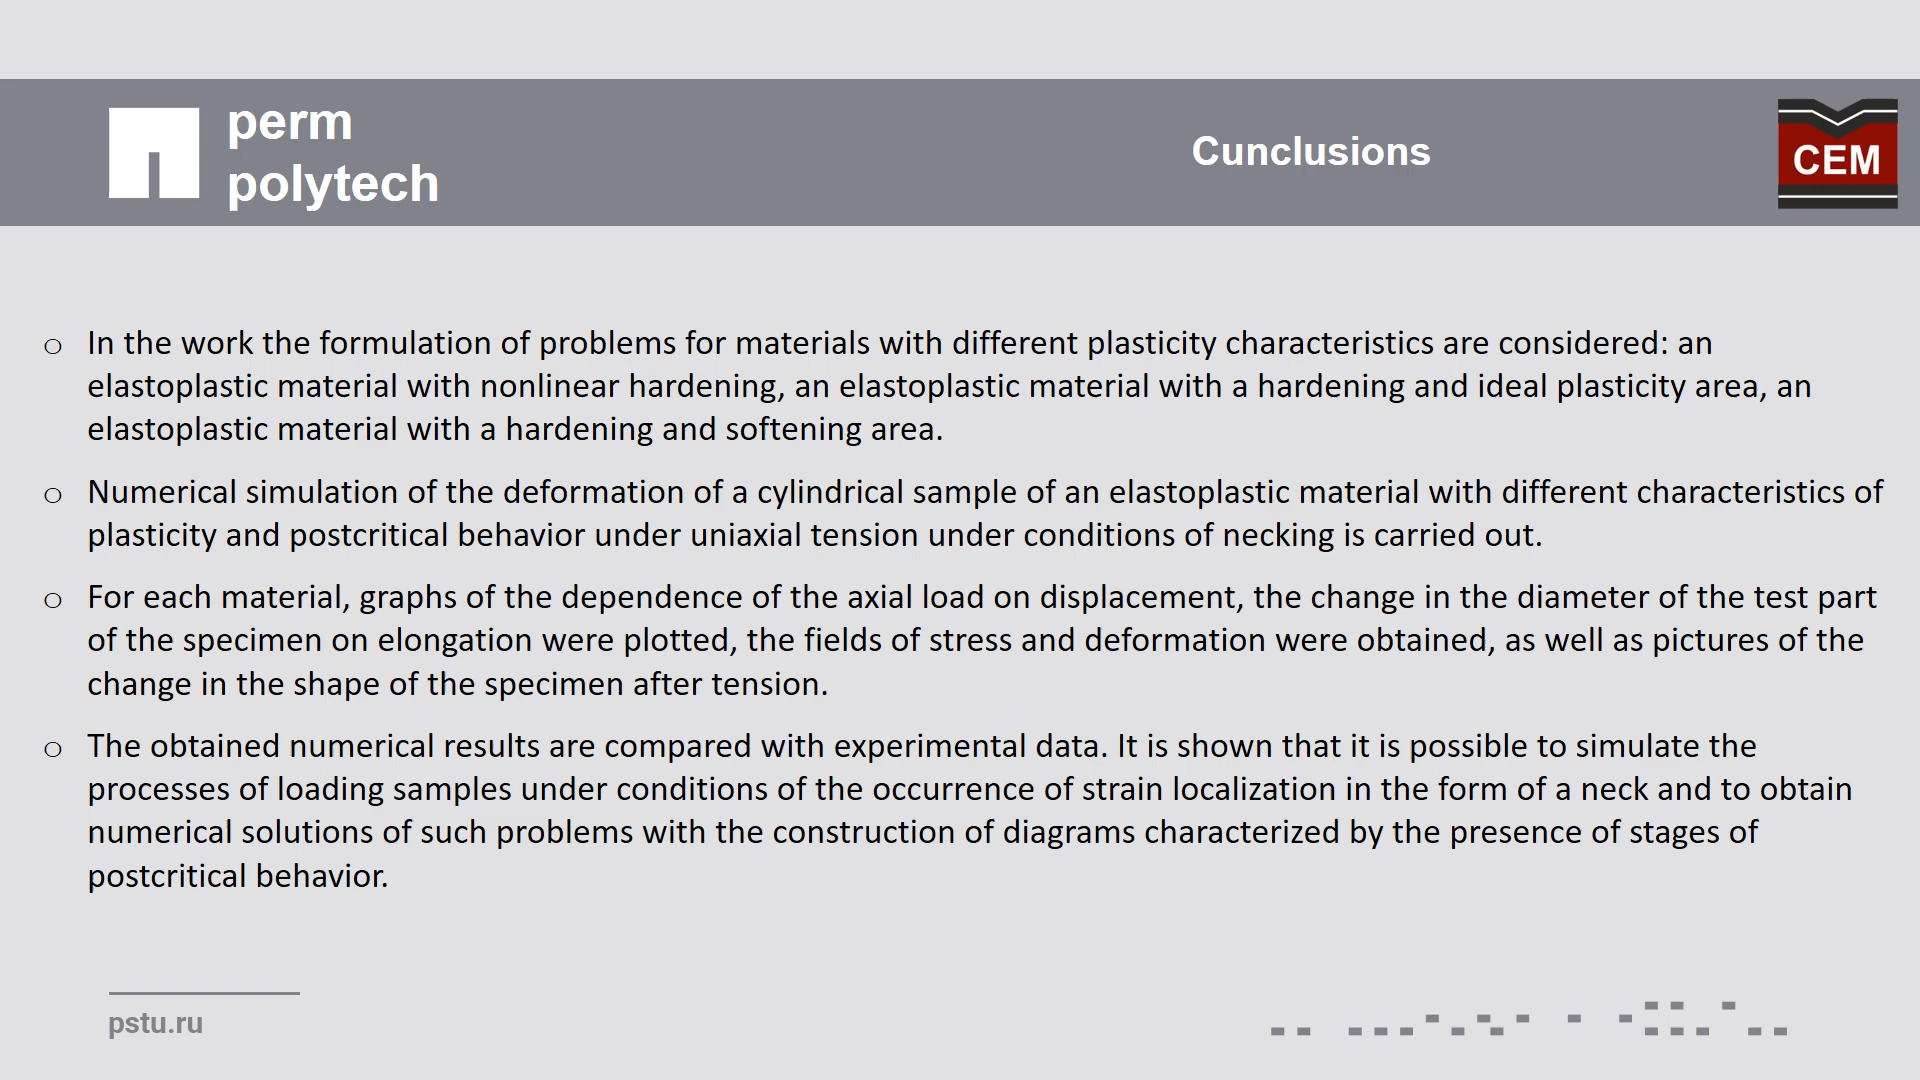 perm
polytech
Cunclusions
CEM
o In the work the formulation of problems for materials with different plasticity characteristics are considered: an
elastoplastic material with nonlinear hardening, an elastoplastic material with a hardening and ideal plasticity area, an
elastoplastic material with a hardening and softening area.
o Numerical simulation of the deformation of a cylindrical sample of an elastoplastic material with different characteristics of
plasticity and postcritical behavior under uniaxial tension under conditions of necking is carried out.
o For each material, graphs of the dependence of the axial load on displacement, the change in the diameter of the test part
of the specimen on elongation were plotted, the fields of stress and deformation were obtained, as well as pictures of the
change in the shape of the specimen after tension.
o The obtained numerical results are compared with experimental data. It is shown that it is possible to simulate the
processes of loading samples under conditions of the occurrence of strain localization in the form of a neck and to obtain
numerical solutions of such problems with the construction of diagrams characterized by the presence of stages of
postcritical behavior.
pstu.ru